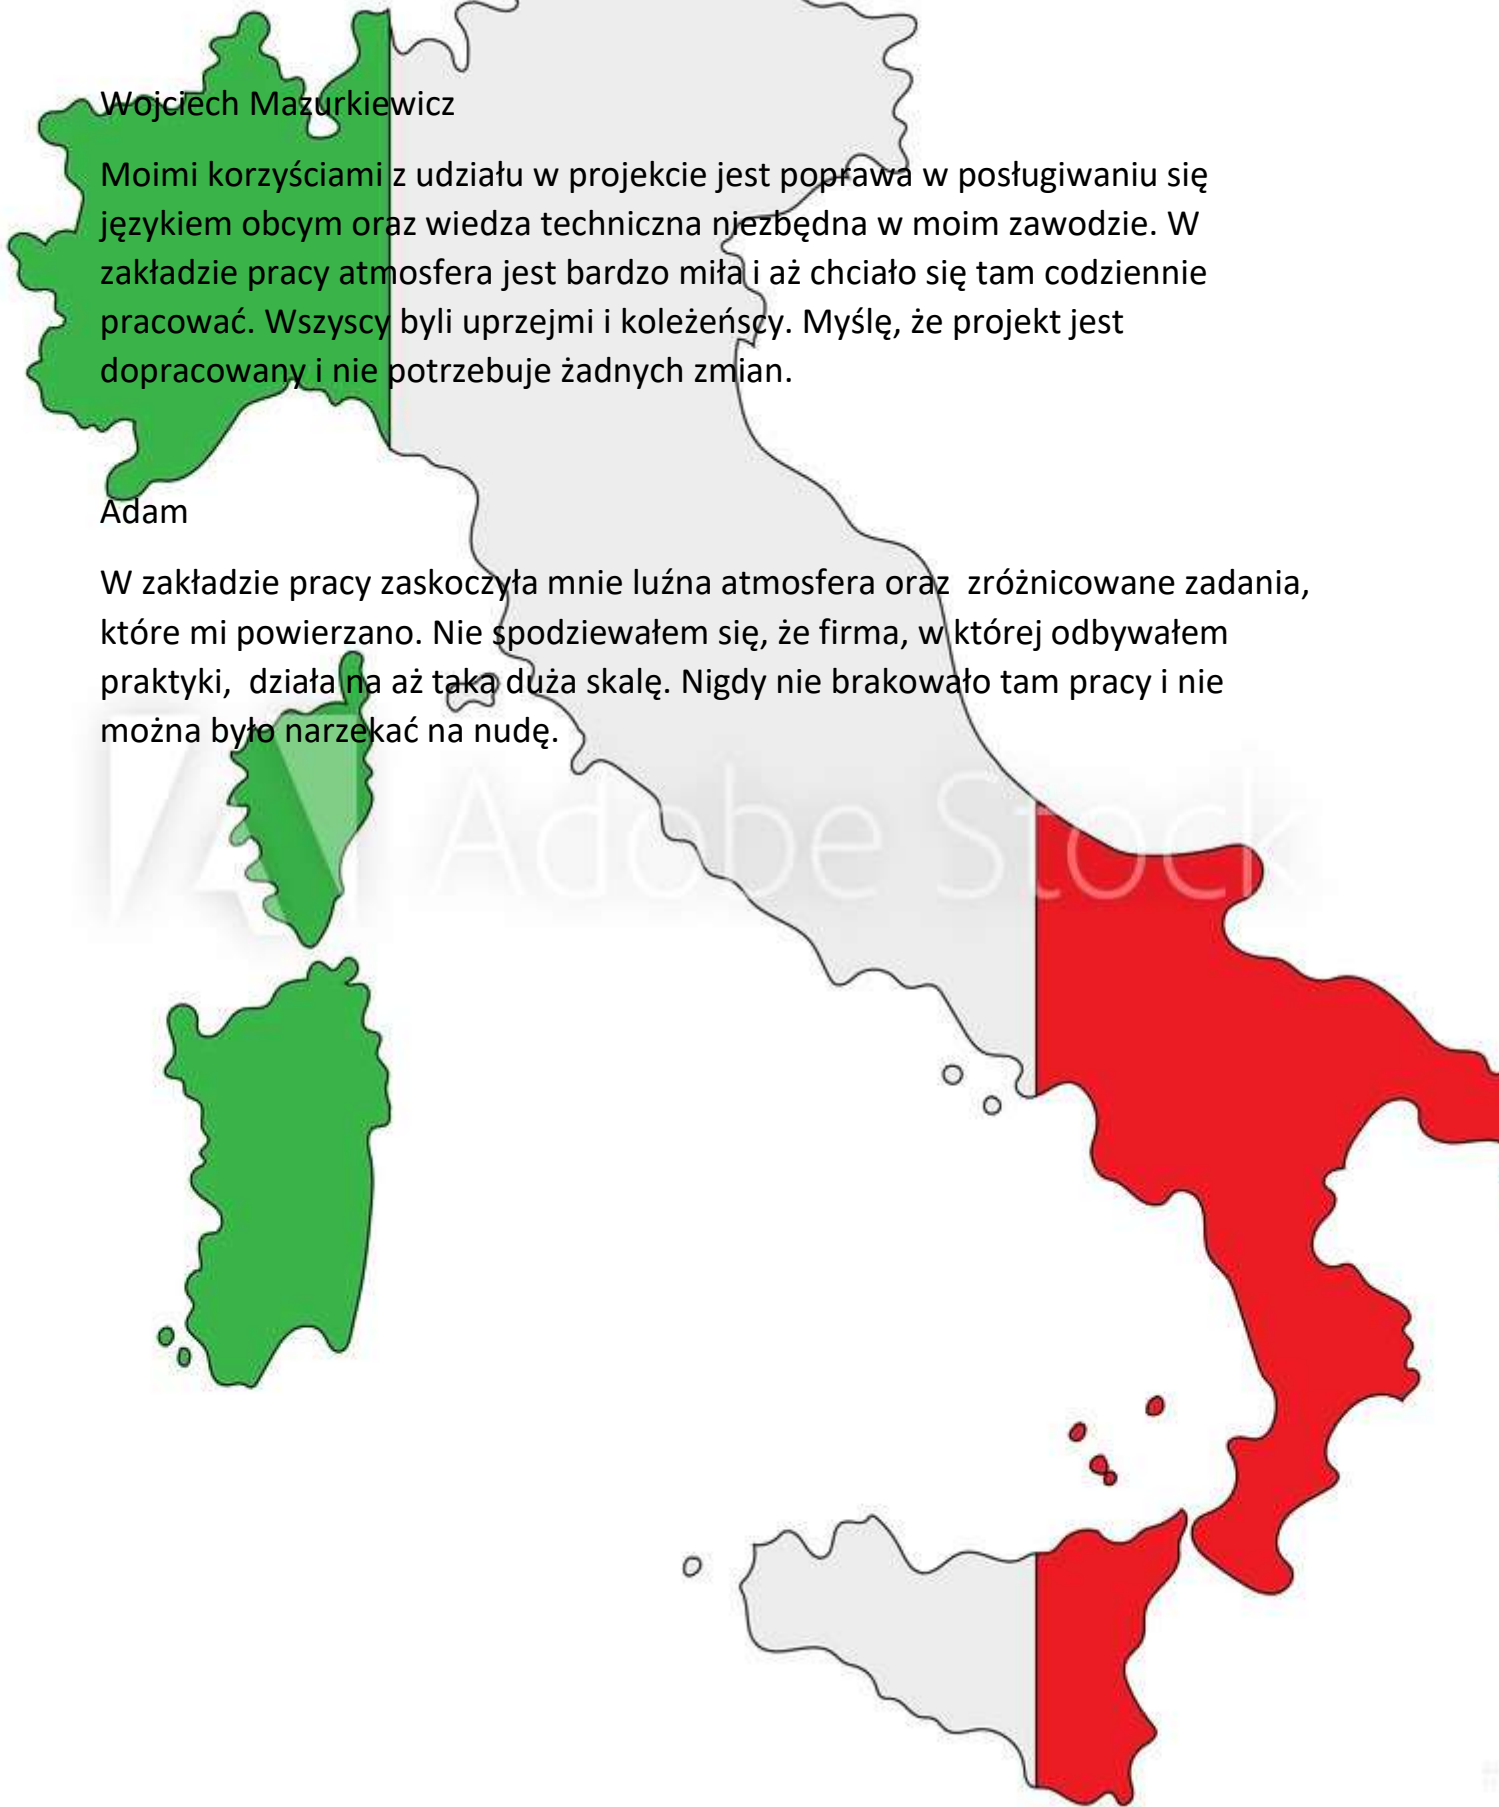 Wojciech Mazurkiewicz
Moimi korzyściami z udziału w projekcie jest poprawa w posługiwaniu się
językiem obcym oraz wiedza techniczna niezbędna w moim zawodzie. W
zakładzie pracy atmosfera jest bardzo miła i aż chciało się tam codziennie
pracować. Wszyscy byli uprzejmi i koleżeńscy. Myślę, że projekt jest
dopracowany i nie potrzebuje żadnych zmian.
Adam
W zakładzie pracy zaskoczyła mnie luźna atmosfera oraz  zróżnicowane zadania,
które mi powierzano. Nie spodziewałem się, że firma, w której odbywałem
praktyki,  działa na aż taką duża skalę. Nigdy nie brakowało tam pracy i nie
można było narzekać na nudę.
Adobe Stock